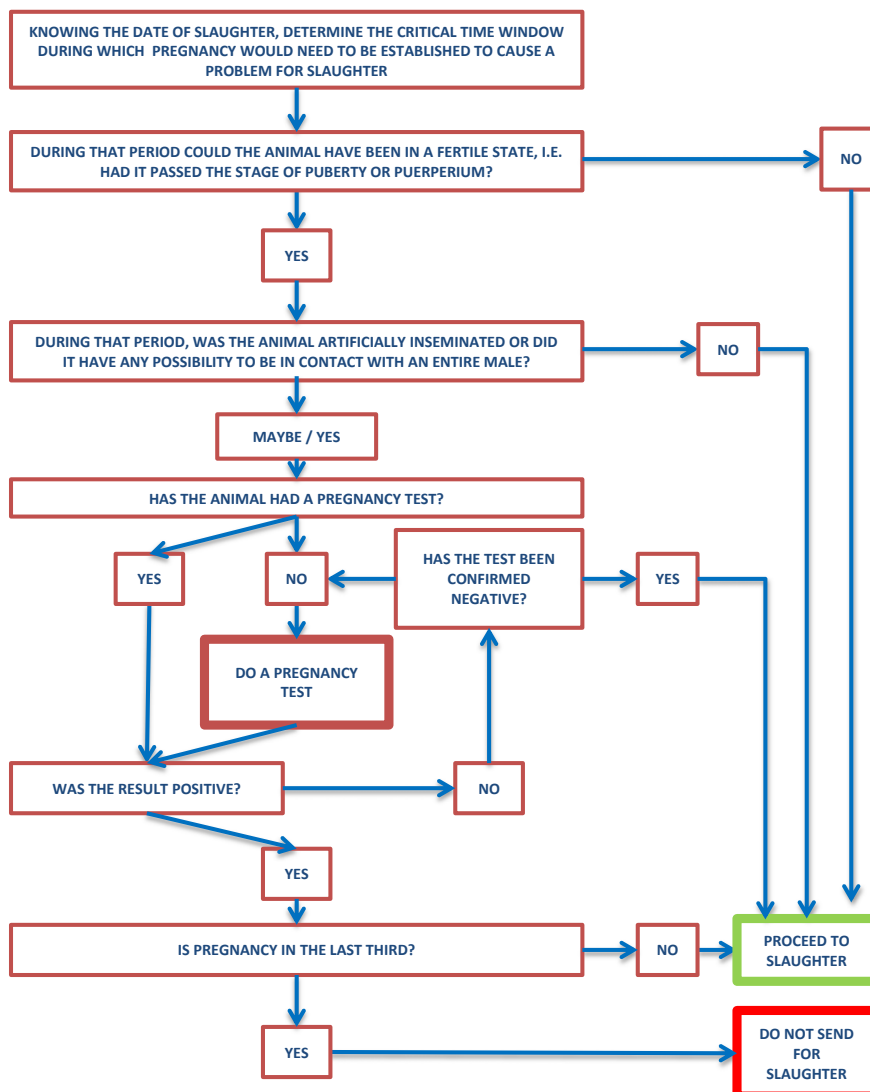 KNOWING THE DATE OF SLAUGHTER, DETERMINE THE CRITICAL TIME WINDOW
DURING WHICH PREGNANCY WOULD NEED TO BE ESTABLISHED TO CAUSE A
PROBLEM FOR SLAUGHTER
DURING THAT PERIOD COULD THE ANIMAL HAVE BEEN IN A FERTILE STATE, I.E.
HAD IT PASSED THE STAGE OF PUBERTY OR PUERPERIUM?
NO
YES
DURING THAT PERIOD, WAS THE ANIMAL ARTIFICIALLY INSEMINATED OR DID
IT HAVE ANY POSSIBILITY TO BE IN CONTACT WITH AN ENTIRE MALE?
NO
MAYBE / YES
HAS THE ANIMAL HAD A PREGNANCY TEST?
YES
NO
HAS THE TEST BEEN
CONFIRMED
NEGATIVE?
YES
DO A PREGNANCY
TEST
WAS THE RESULT POSITIVE?
NO
YES
IS PREGNANCY IN THE LAST THIRD?
NO
PROCEED TO
SLAUGHTER
YES
DO NOT SEND
FOR
SLAUGHTER